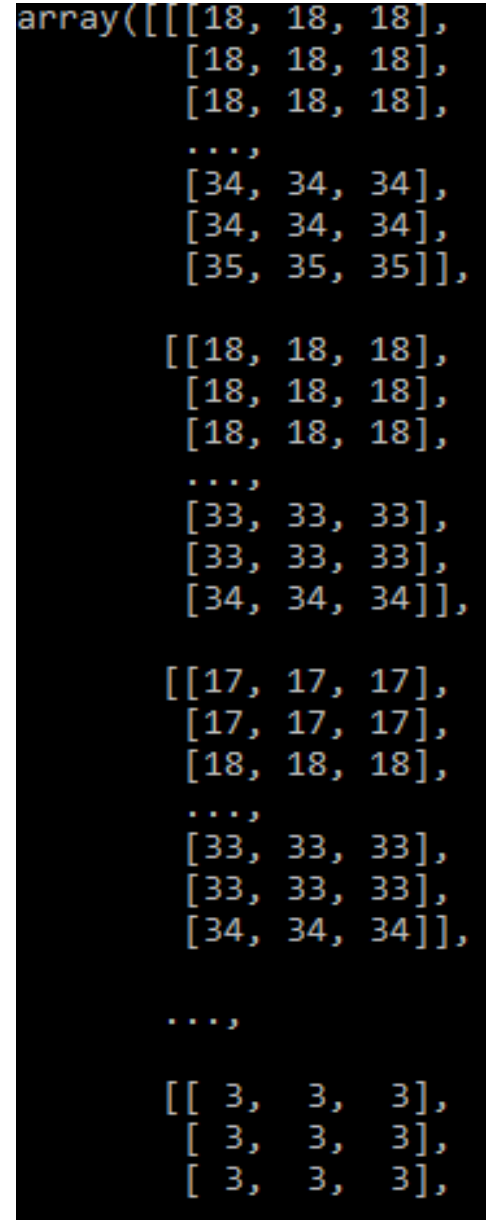 array([[[18, 18, 18],
        [18, 18, 18],
        [18, 18, 18],
        ...,
        [34, 34, 34],
        [34, 34, 34],
        [35, 35, 35]],

       [[18, 18, 18],
        [18, 18, 18],
        [18, 18, 18],
        ...,
        [33, 33, 33],
        [33, 33, 33],
        [34, 34, 34]],

       [[17, 17, 17],
        [17, 17, 17],
        [18, 18, 18],
        ...,
        [33, 33, 33],
        [33, 33, 33],
        [34, 34, 34]],

       ...,

       [[ 3,  3,  3],
        [ 3,  3,  3],
        [ 3,  3,  3],